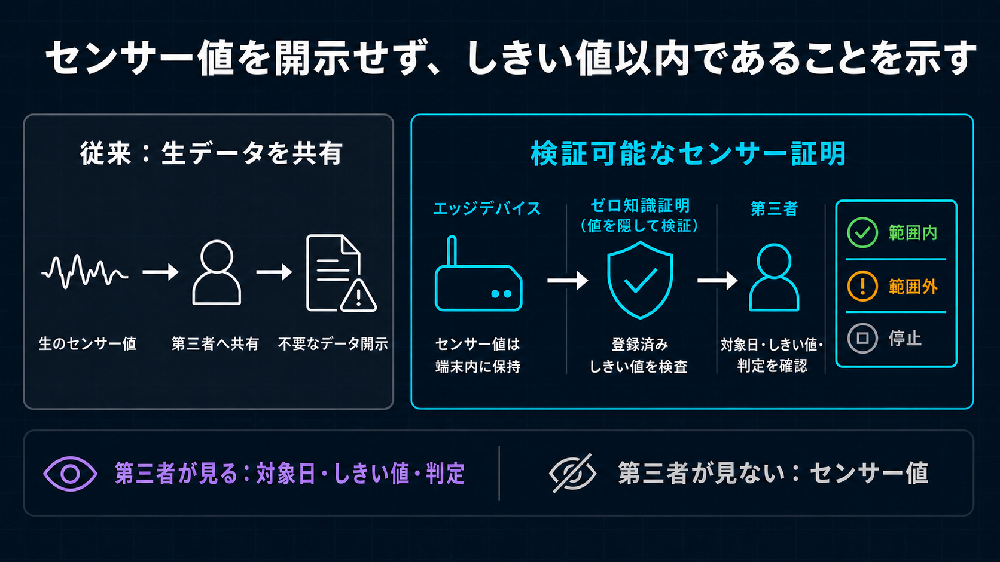 センサー値を開示せず、しきい値以内であることを示す
従来：生データを共有
生のセンサー値
第三者へ共有
不要なデータ開示
検証可能なセンサー証明
エッジデバイス
センサー値は
端末内に保持
ゼロ知識証明
（値を隠して検証）
登録済み
しきい値を検査
第三者
対象日・しきい値・
判定を確認
範囲内
範囲外
停止
第三者が見る：対象日・しきい値・判定
第三者が見ない：センサー値